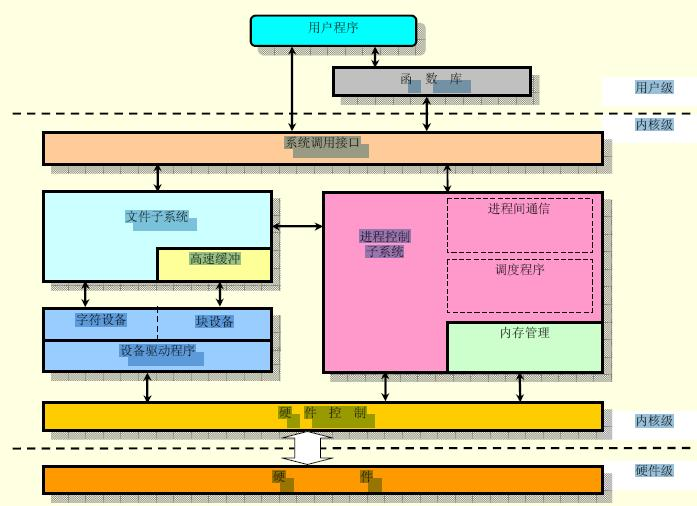 用户程序
函 数 库
用户级
内核级
系统调用接口
文件子系统
高速缓冲
进程控制
子系统
进程间通信
调度程序
内存管理
字符设备
块设备
设备驱动程序
硬 件 控 制
内核级
硬件级
硬 件